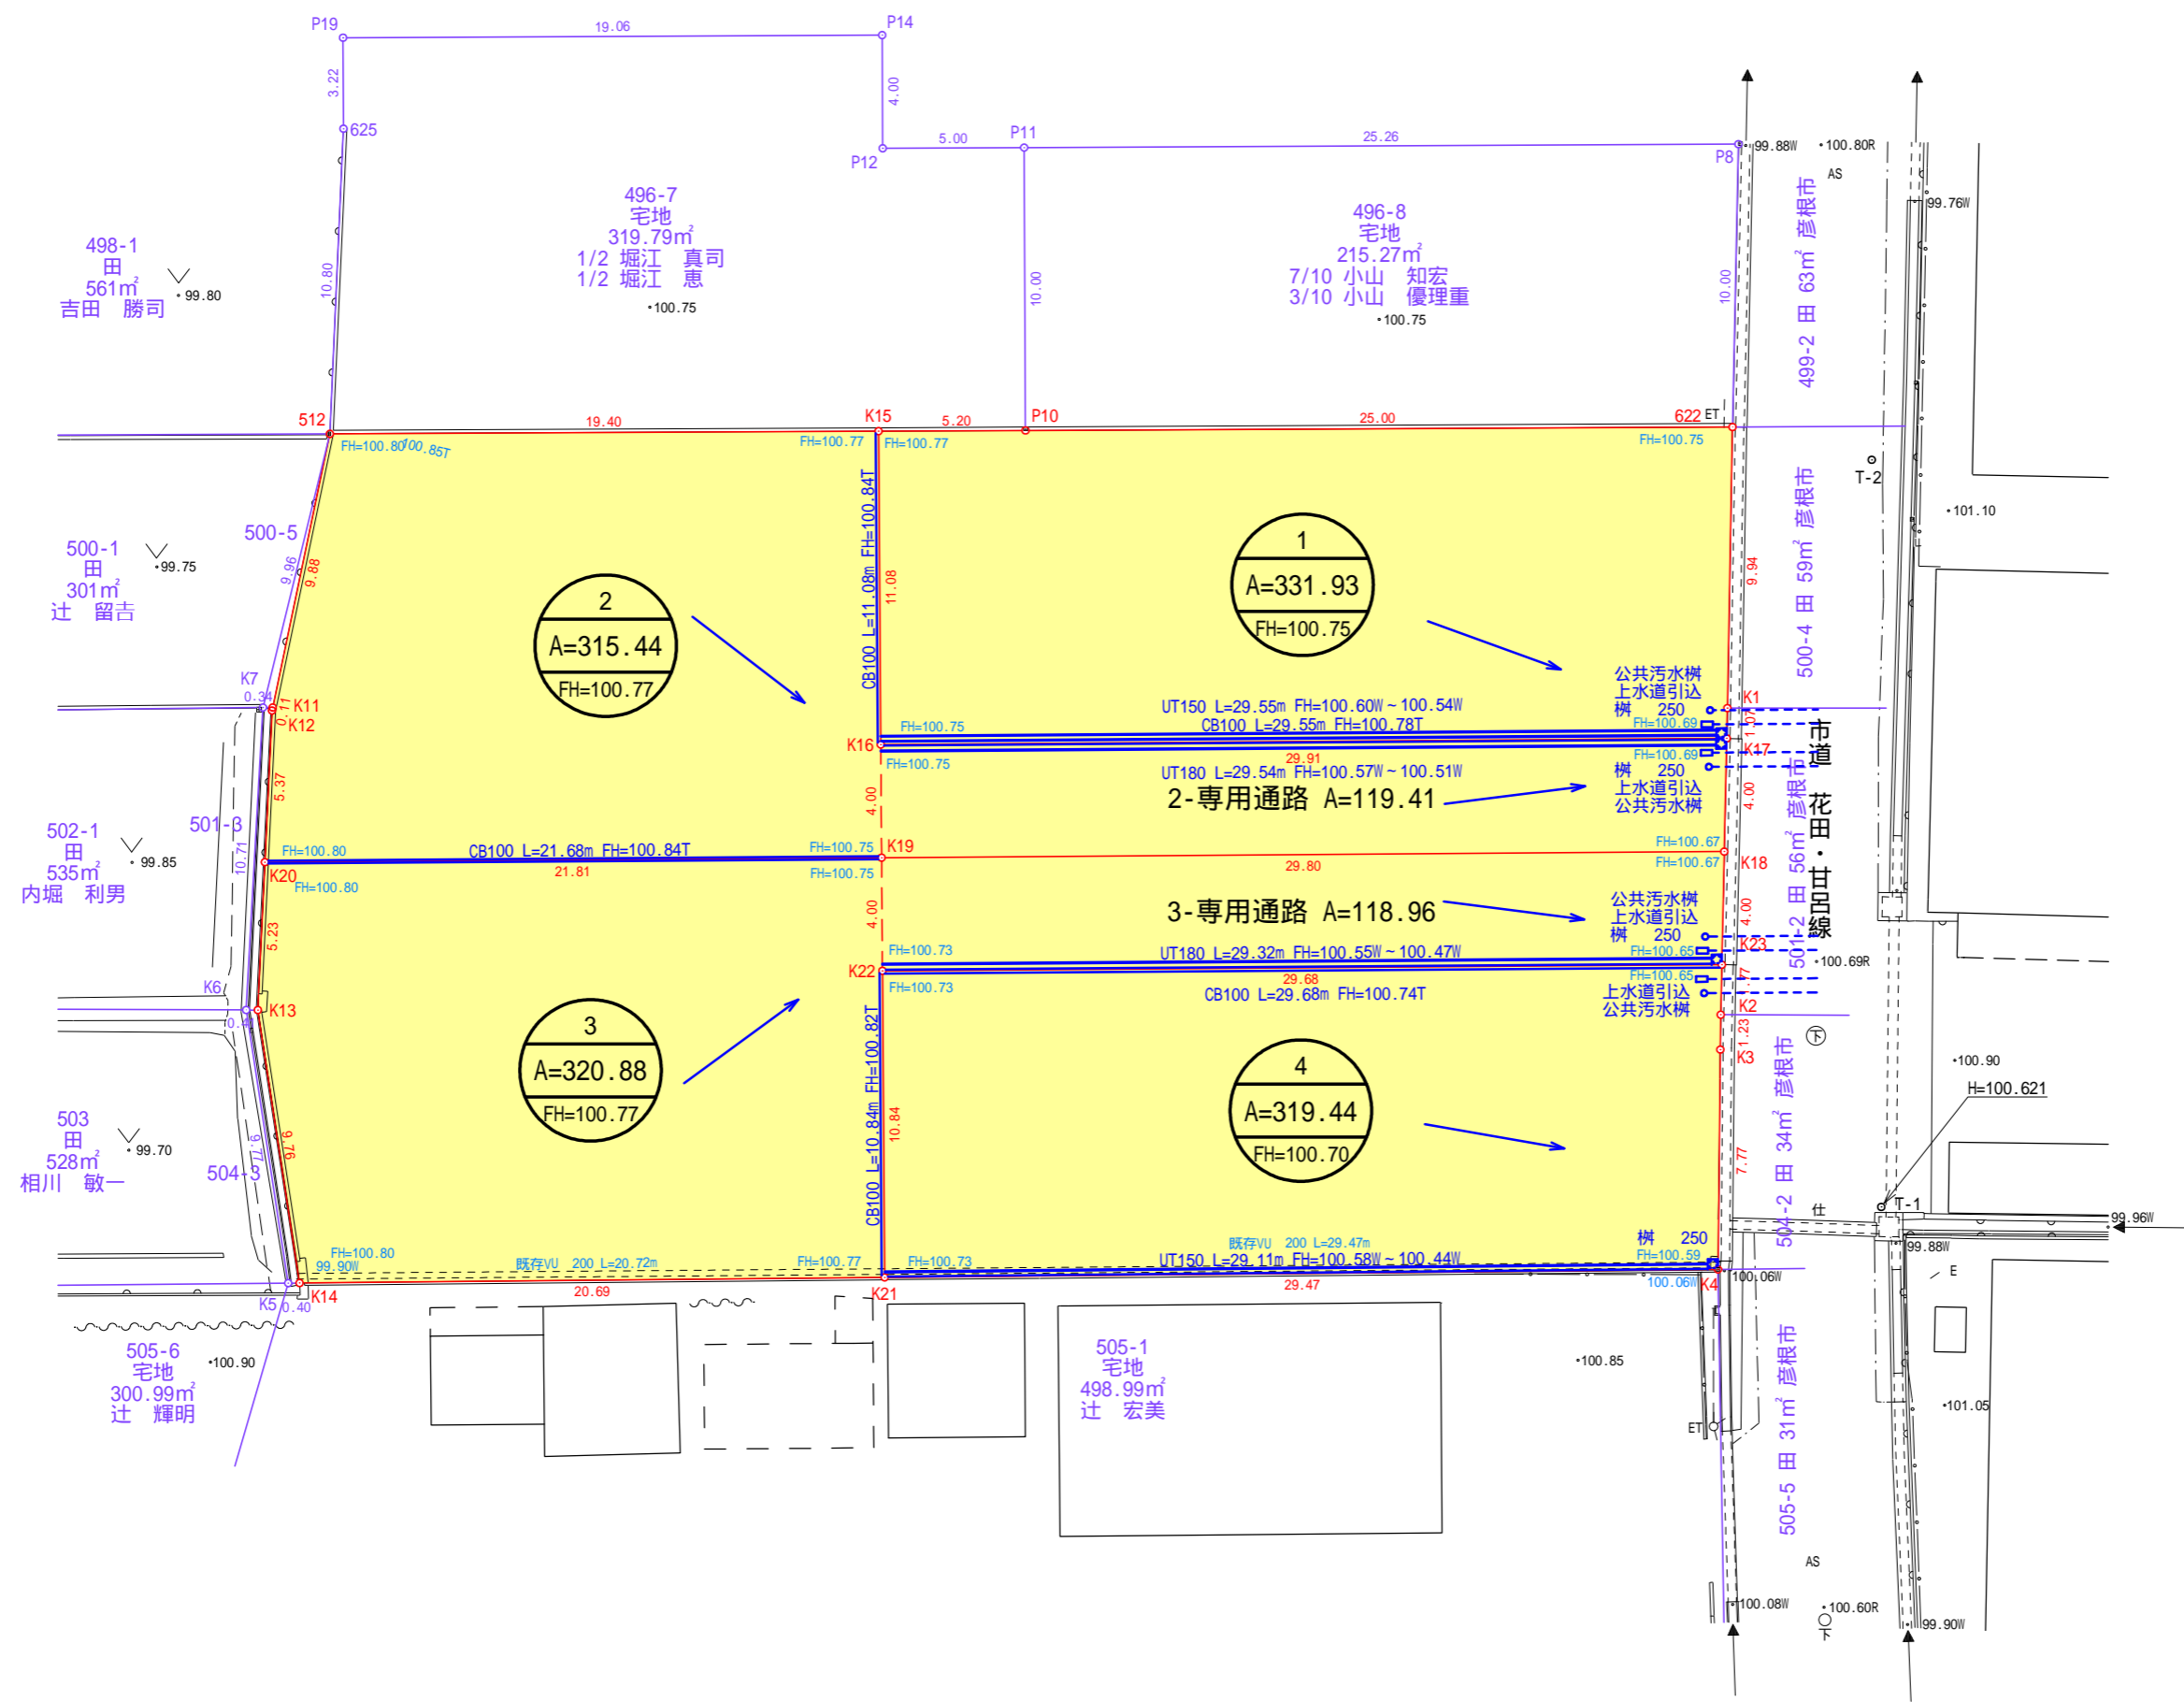 P19
19.06
P14
3.22
4.00
625
P12
5.00
P11
25.26
P8
99.88W
100.80R
AS
99.76W
496-7
宅地
319.79㎡
1/2 堀江　真司
1/2 堀江　恵
100.75
496-8
宅地
215.27㎡
7/10 小山　知宏
3/10 小山　優理重
100.75
498-1
田
561㎡
吉田　勝司
99.80
10.80
10.00
10.00
499-2 田 63㎡ 彦根市
512
19.40
K15
5.20
P10
25.00
622
ET
FH=100.80
100.85T
FH=100.77
FH=100.77
FH=100.75
T-2
101.10
500-5
500-1
田
301㎡
辻　留吉
99.75
9.96
9.88
CB100 L=11.08m FH=100.84T
11.08
1
A=331.93
FH=100.75
2
A=315.44
FH=100.77
9.94
500-4 田 59㎡ 彦根市
K7
0.34
K11
0.11
K12
公共汚水桝
上水道引込
桝　250
FH=100.69
K1
1.07
UT150 L=29.55m FH=100.60W～100.54W
CB100 L=29.55m FH=100.78T
FH=100.75
K16
FH=100.75
29.91
K17
FH=100.69
UT180 L=29.54m FH=100.57W～100.51W
桝　250
上水道引込
公共汚水桝
2-専用通路 A=119.41
4.00
4.00
市道　花田・甘呂線
501-2 田 56㎡ 彦根市
5.37
501-3
10.71
502-1
田
535㎡
内堀　利男
99.85
FH=100.80
CB100 L=21.68m FH=100.84T
FH=100.75
K19
FH=100.67
K18
K20
21.81
FH=100.80
FH=100.75
29.80
FH=100.67
3-専用通路 A=118.96
4.00
4.00
公共汚水桝
上水道引込
桝　250
5.23
FH=100.73
UT180 L=29.32m FH=100.55W～100.47W
FH=100.65
K23
100.69R
K22
29.68
FH=100.73
CB100 L=29.68m FH=100.74T
FH=100.65
上水道引込
公共汚水桝
K6
K13
K2
1.23
K3
下
3
A=320.88
FH=100.77
CB100 L=10.84m FH=100.82T
10.84
4
A=319.44
FH=100.70
100.90
H=100.621
503
田
528㎡
相川　敏一
99.70
9.77
9.76
504-3
7.77
504-2 田 34㎡ 彦根市
仕
T-1
99.96W
99.88W
E
FH=100.80
99.90W
既存VU　200 L=20.72m
FH=100.77
FH=100.73
既存VU　200 L=29.47m
UT150 L=29.11m FH=100.58W～100.44W
桝　250
FH=100.59
100.06W
K4
100.06W
K5
0.40
K14
20.69
K21
29.47
505-6
宅地
300.99㎡
辻　輝明
100.90
505-1
宅地
498.99㎡
辻　宏美
100.85
101.05
ET
505-5 田 31㎡ 彦根市
AS
100.08W
100.60R
下
99.90W